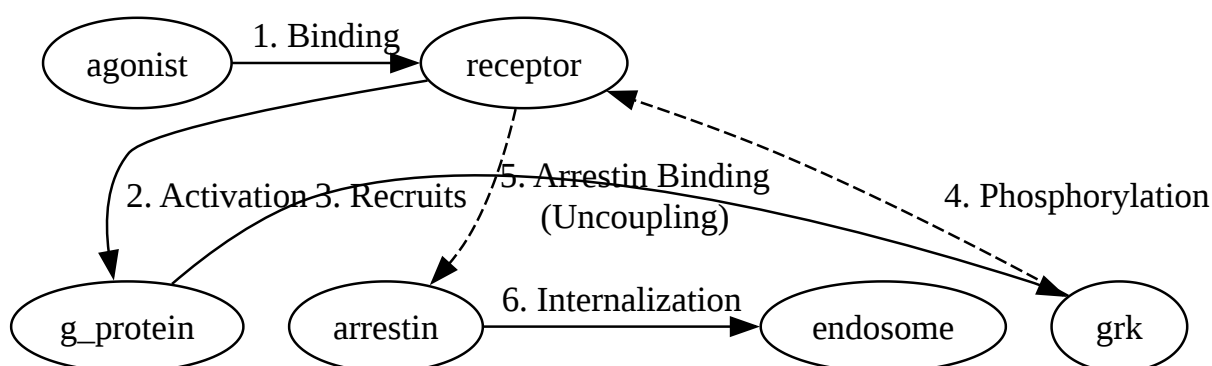 1. Binding
agonist
receptor
2. Activation
3. Recruits
5. Arrestin Binding
(Uncoupling)
4. Phosphorylation
6. Internalization
g_protein
arrestin
endosome
grk